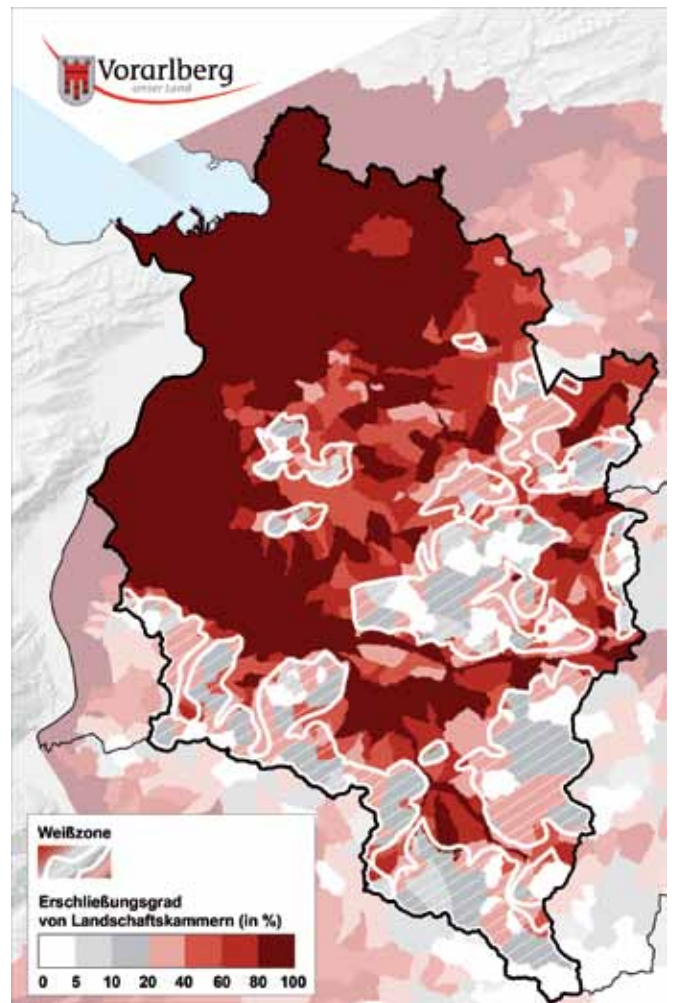 Vorarlberg
unser Land
Weißzone
Erschließungsgrad
von Landschaftskammern (in %)
0 5 10 20 40 60 80 100